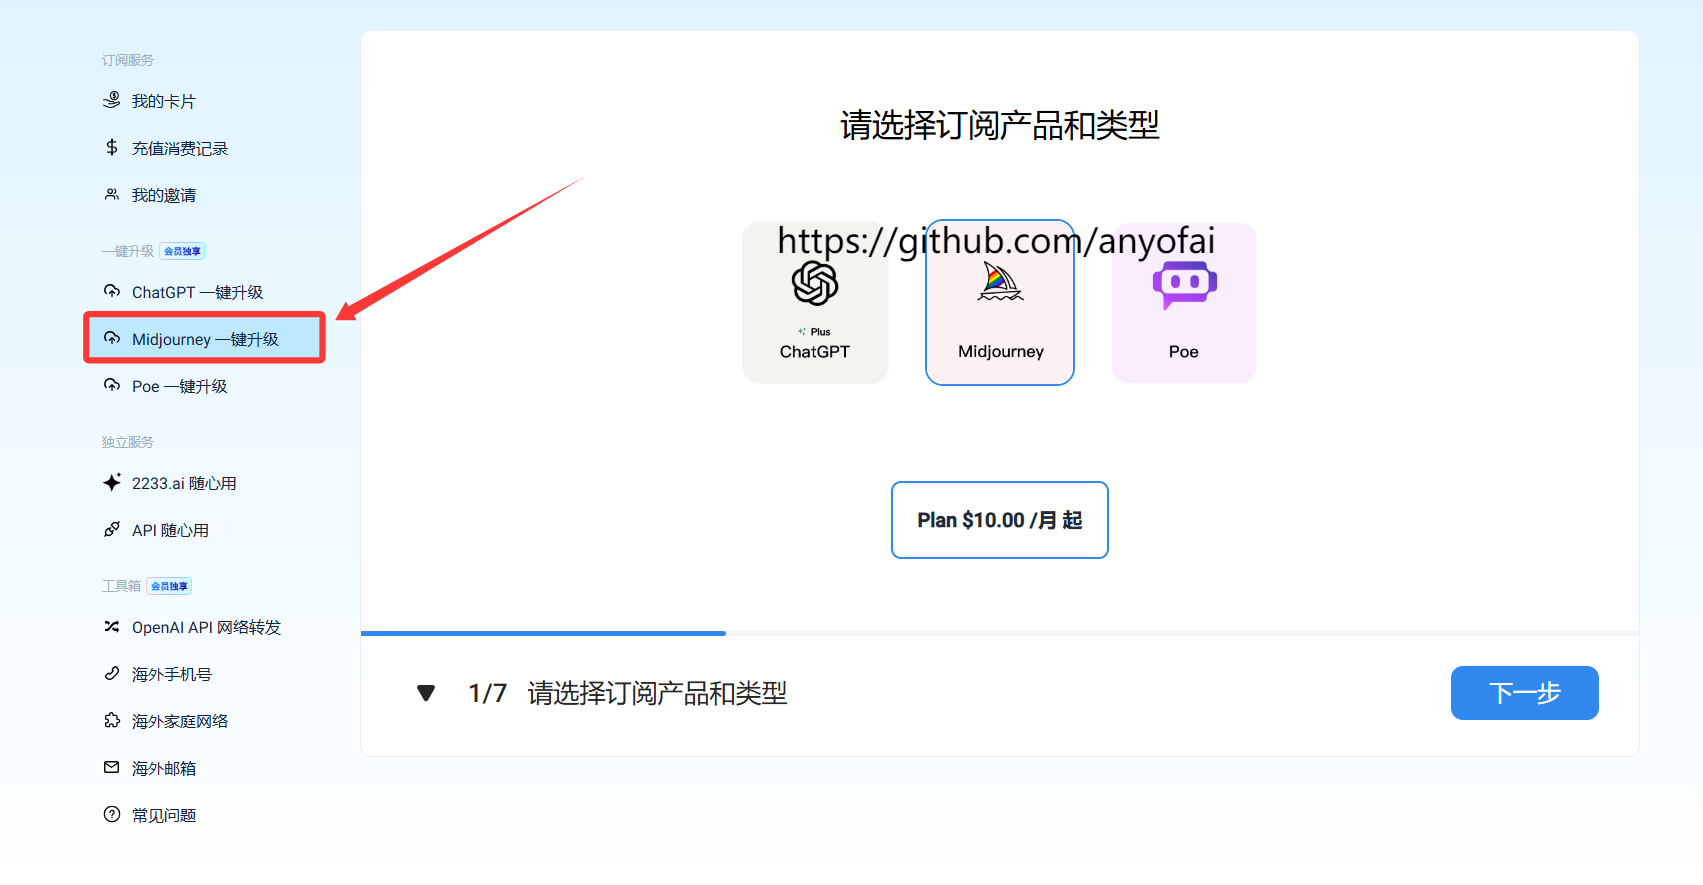 订阅服务
我的卡片
充值消费记录
我的邀请
一键升级 会员独享
ChatGPT 一键升级
Midjourney 一键升级
Poe 一键升级
独立服务
2233.ai 随心用
API 随心用
工具箱 会员独享
OpenAI API 网络转发
海外手机号
海外家庭网络
海外邮箱
常见问题
请选择订阅产品和类型
https://github.com/anyofai
Plus
ChatGPT
Midjourney
Poe
Plan $10.00 /月 起
1/7 请选择订阅产品和类型
下一步